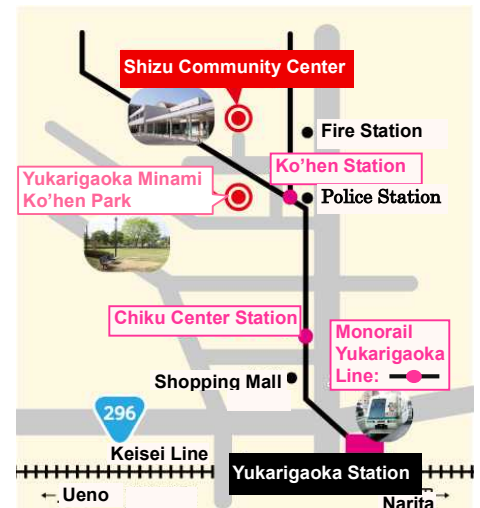 Shizu Community Center
Fire Station
Ko'hen Station
Yukarigaoka Minami
Ko'hen Park
Police Station
Chiku Center Station
Monorail
Yukarigaoka
Line:
Shopping Mall
296
Keisei Line
Yukarigaoka Station
←Ueno
Narita→